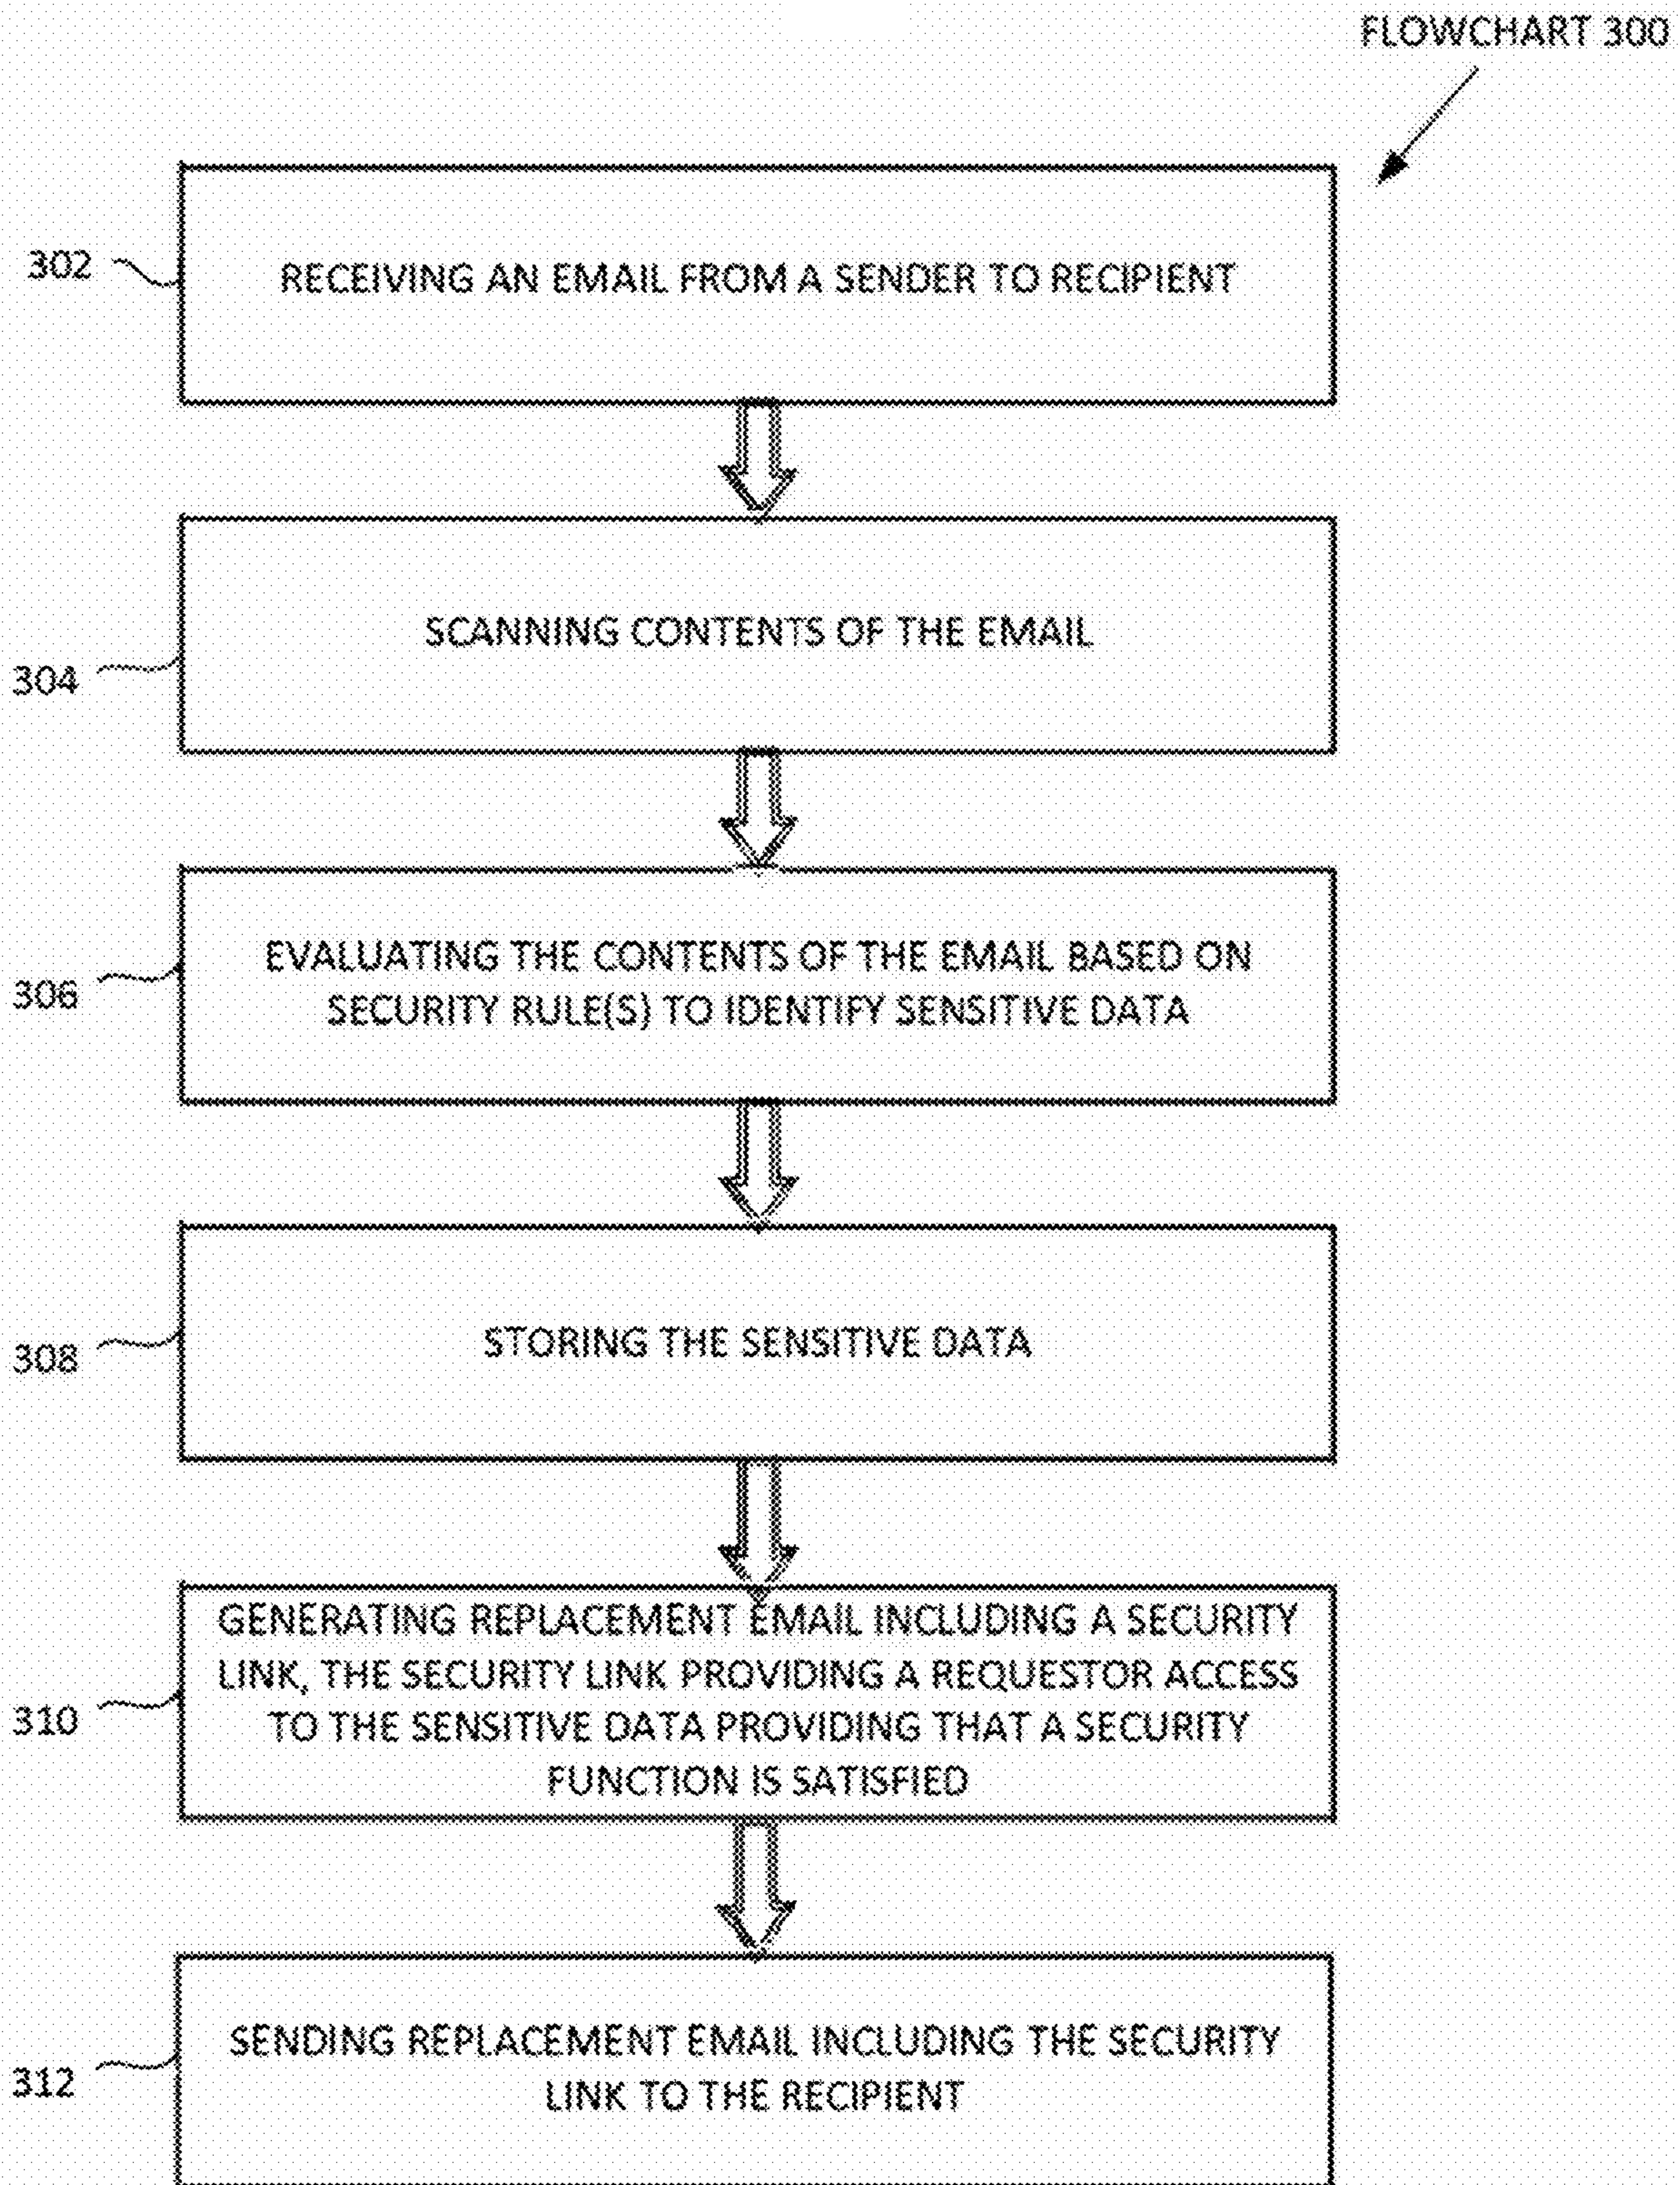 FLOWCHART 300
302
RECEIVING AN EMAIL FROM A SENDER TO RECIPIENT
304
SCANNING CONTENTS OF THE EMAIL
306
EVALUATING THE CONTENTS OF THE EMAIL BASED ON
SECURITY RULE(S) TO IDENTIFY SENSITIVE DATA
308
STORING THE SENSITIVE DATA
310
GENERATING REPLACEMENT EMAIL INCLUDING A SECURITY
LINK, THE SECURITY LINK PROVIDING A REQUESTOR ACCESS
TO THE SENSITIVE DATA PROVIDING THAT A SECURITY
FUNCTION IS SATISFIED
312
SENDING REPLACEMENT EMAIL INCLUDING THE SECURITY
LINK TO THE RECIPIENT